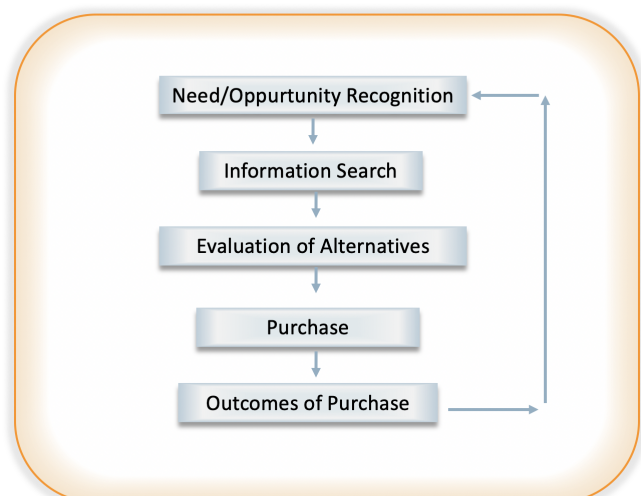 Need/Oppurtunity Recognition
Information Search
Evaluation of Alternatives
Purchase
Outcomes of Purchase